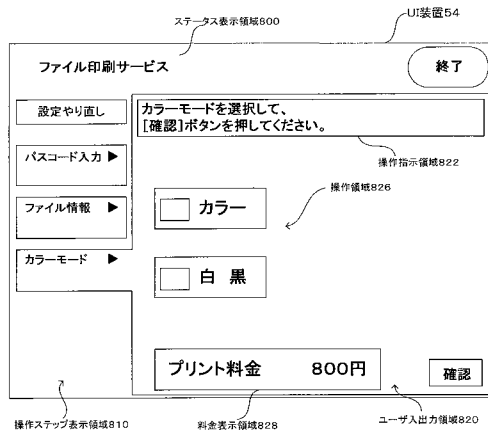 UI装置54
ステータス表示領域800
ファイル印刷サービス
終了
設定やり直し
カラーモードを選択して、
［確認］ボタンを押してください。
操作指示領域822
パスコード入力 ▶
操作領域826
ファイル情報 ▶
カラー
カラーモード ▶
白 黒
プリント料金 800円
確認
操作ステップ表示領域810
料金表示領域828
ユーザ入出力領域820